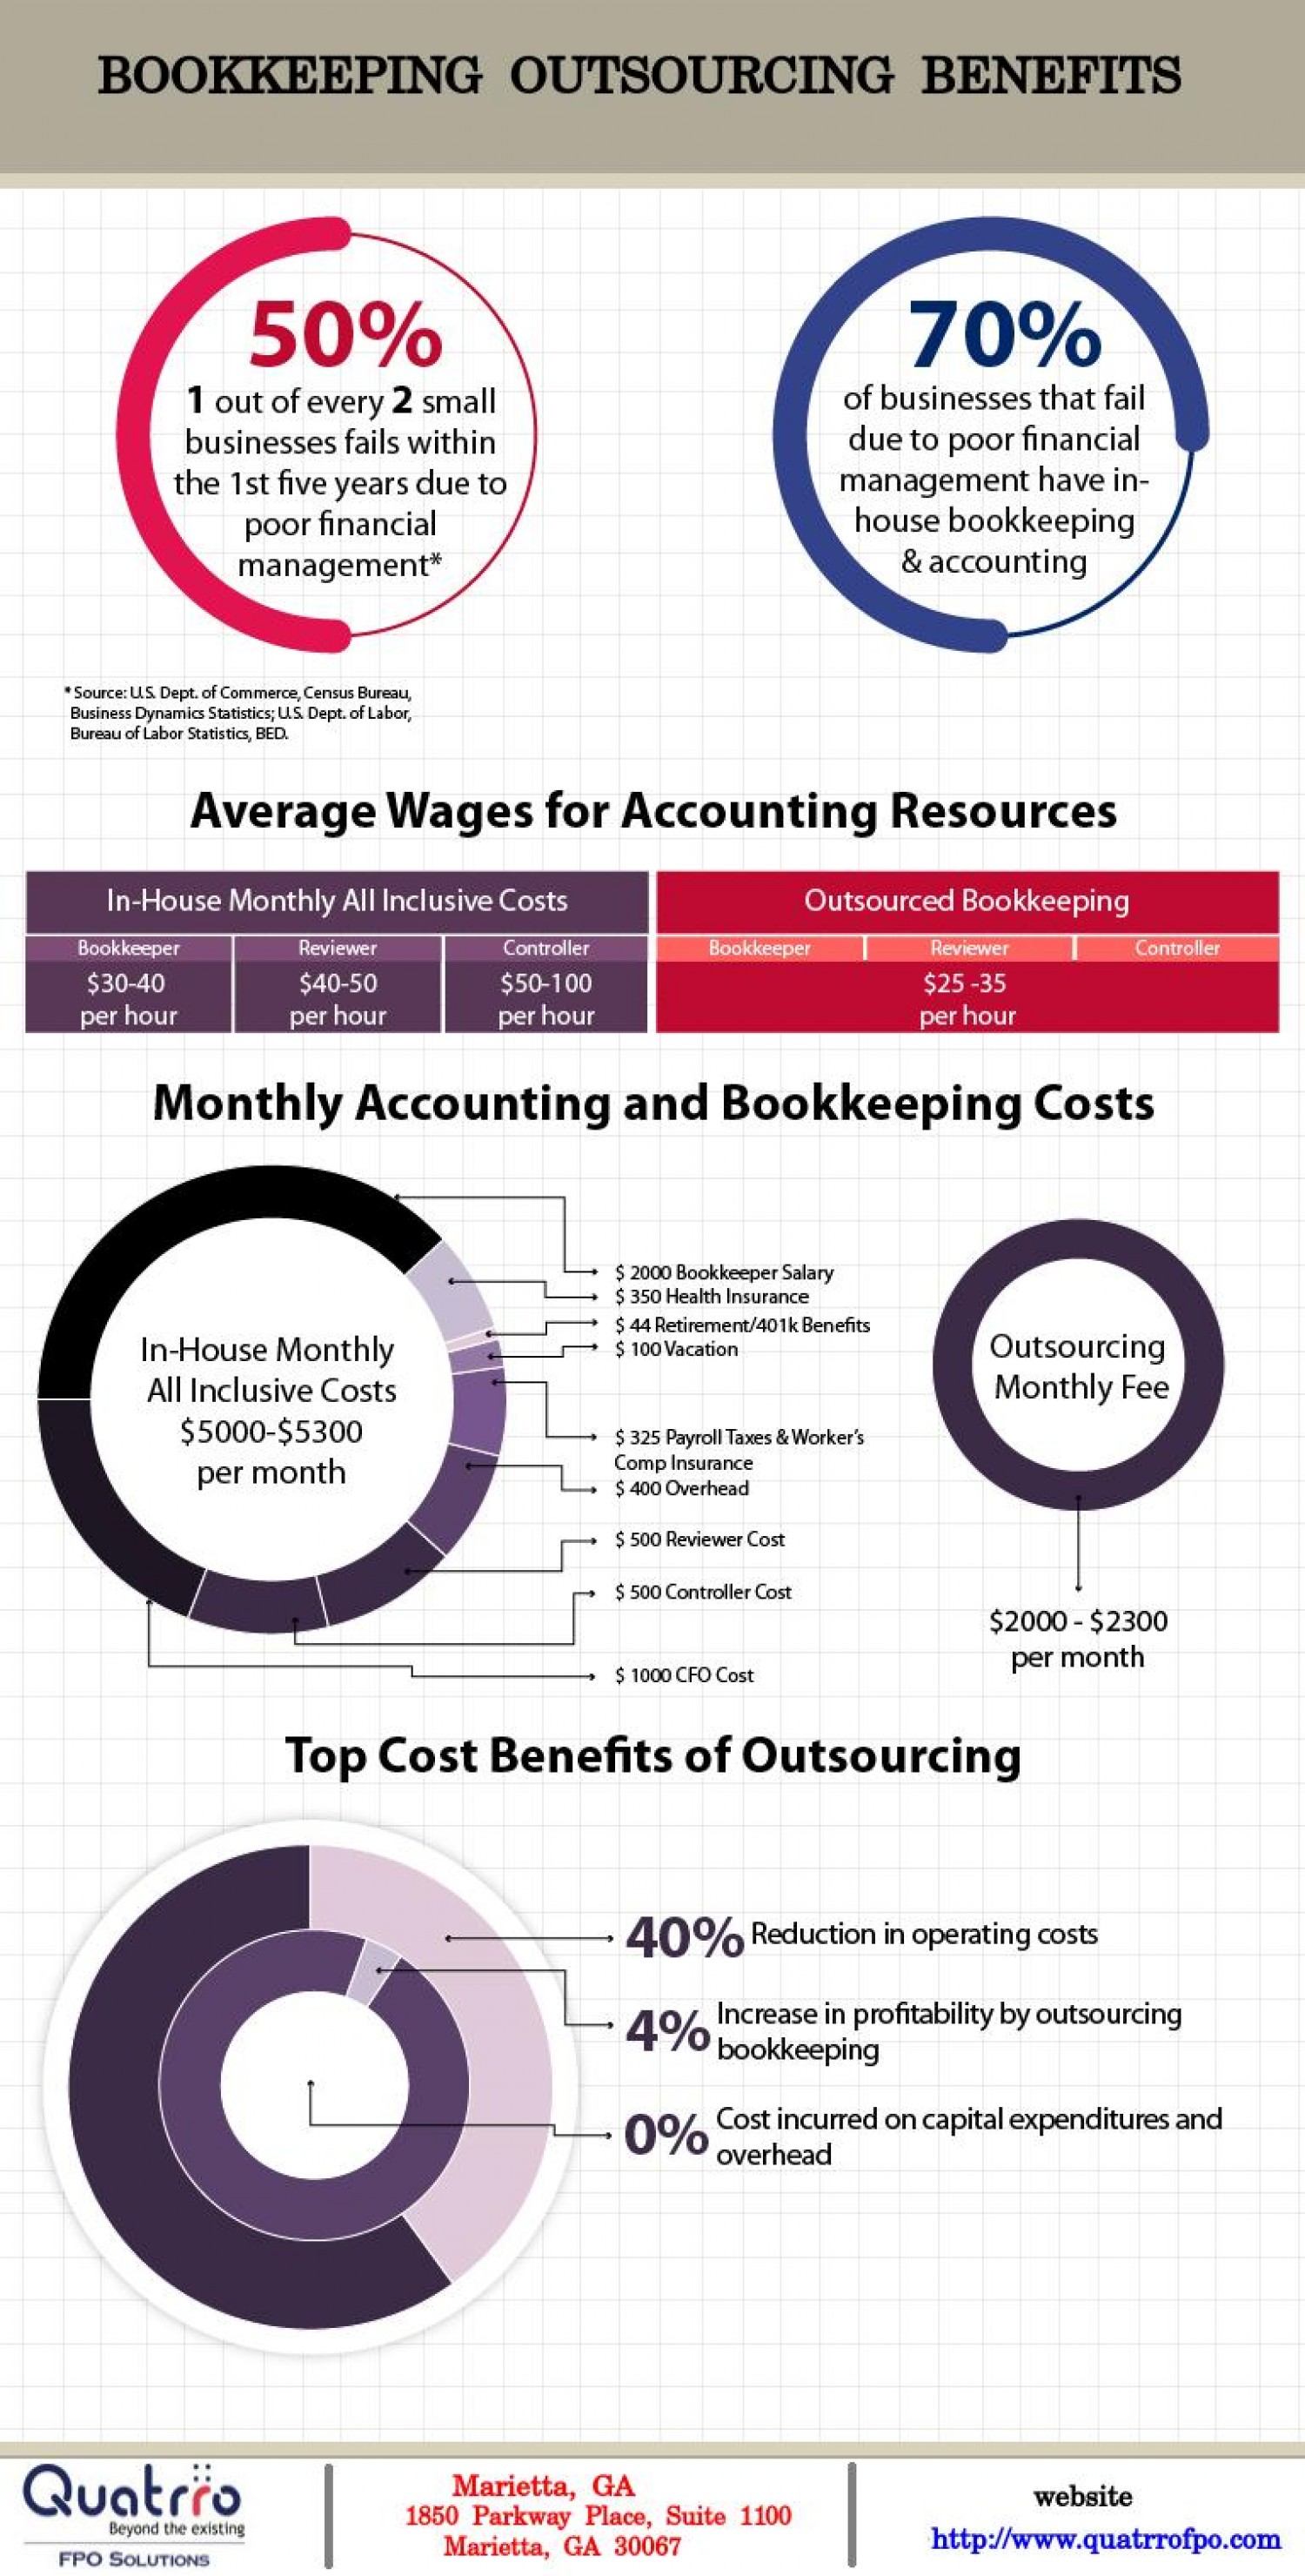 BOOKKEEPING OUTSOURCING BENEFITS
50%
1 out of every 2 small
businesses fails within
the 1st five years due to
poor financial
management*
70%
of businesses that fail
due to poor financial
management have in-
house bookkeeping
& accounting
* Source: U.S. Dept. of Commerce, Census Bureau,
Business Dynamics Statistics; U.S. Dept. of Labor,
Bureau of Labor Statistics, BED.
Average Wages for Accounting Resources
In-House Monthly All Inclusive Costs
Bookkeeper Reviewer Controller
$30-40 $40-50 $50-100
per hour per hour per hour
Outsourced Bookkeeping
Bookkeeper Reviewer Controller
$25 -35
per hour
Monthly Accounting and Bookkeeping Costs
In-House Monthly
All Inclusive Costs
$5000-$5300
per month
$ 2000 Bookkeeper Salary
$ 350 Health Insurance
$ 44 Retirement/401k Benefits
$ 100 Vacation
$ 325 Payroll Taxes & Worker's
Comp Insurance
$ 400 Overhead
$ 500 Reviewer Cost
$ 500 Controller Cost
$ 1000 CFO Cost
Outsourcing
Monthly Fee
$2000 - $2300
per month
Top Cost Benefits of Outsourcing
40% Reduction in operating costs
4% Increase in profitability by outsourcing
bookkeeping
0% Cost incurred on capital expenditures and
overhead
Quatrro
Beyond the existing
FPO SOLUTIONS
Marietta, GA
1850 Parkway Place, Suite 1100
Marietta, GA 30067
website
http://www.quatrrofpo.com